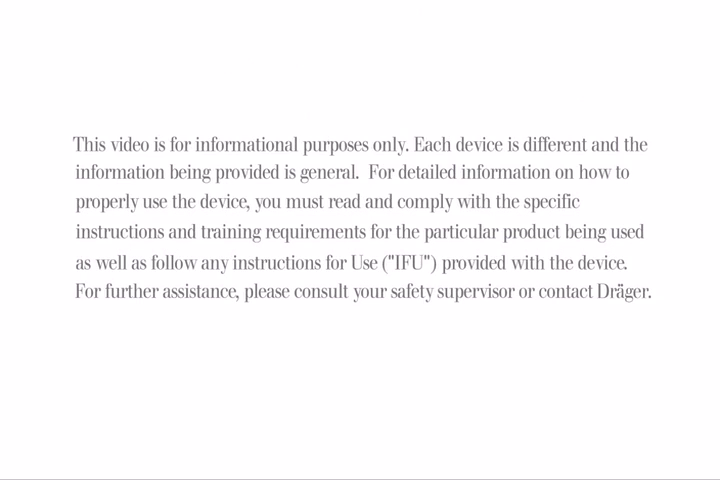 This video is for informational purposes only. Each device is different and the
information being provided is general.  For detailed information on how to
properly use the device, you must read and comply with the specific
instructions and training requirements for the particular product being used
as well as follow any instructions for Use ("IFU") provided with the device.
For further assistance, please consult your safety supervisor or contact Dräger.